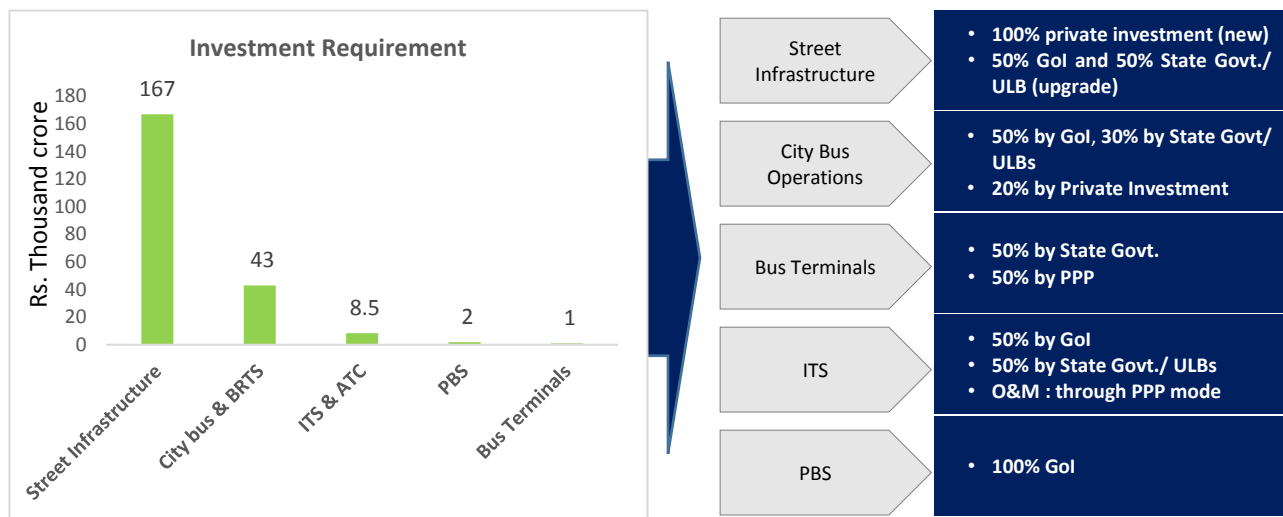 Investment Requirement
Rs. Thousand crore
180
160
140
120
100
80
60
40
20
0
167
43
8.5
2
1
Street Infrastructure
City bus & BRTS
ITS & ATC
PBS
Bus Terminals
Street
Infrastructure
• 100% private investment (new)
• 50% GoI and 50% State Govt./
ULB (upgrade)
City Bus
Operations
• 50% by GoI, 30% by State Govt/
ULBs
• 20% by Private Investment
Bus Terminals
• 50% by State Govt.
• 50% by PPP
ITS
• 50% by GoI
• 50% by State Govt./ ULBs
• O&M : through PPP mode
PBS
• 100% GoI